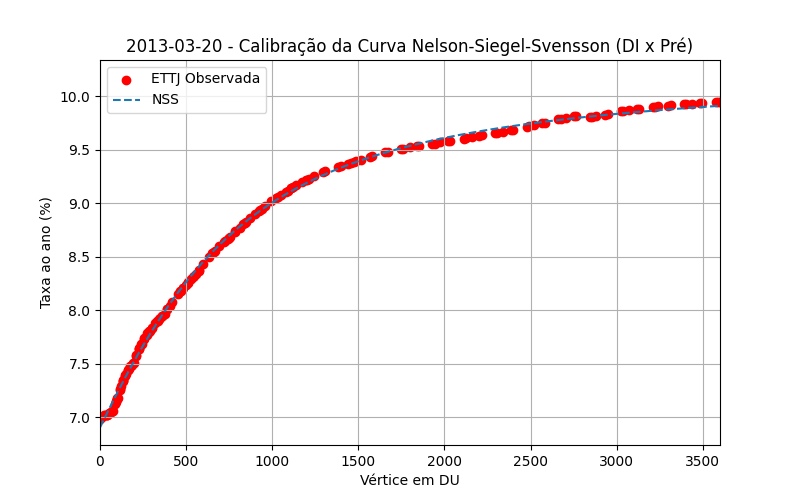 2013-03-20 - Calibração da Curva Nelson-Siegel-Svensson (DI x Pré)
ETTJ Observada
NSS
Taxa ao ano (%)
10.0
9.5
9.0
8.5
8.0
7.5
7.0
0 500 1000 1500 2000 2500 3000 3500
Vértice em DU